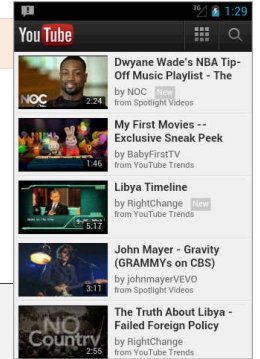 36 1:29
You Tube
NOC
2:24
Dwyane Wade's NBA Tip-
Off Music Playlist - The
by NOC New
from Spotlight Videos
1:46
My First Movies --
Exclusive Sneak Peek
by BabyFirstTV
from YouTube Trends
5:17
Libya Timeline
by RightChange New
from YouTube Trends
3:11
John Mayer - Gravity
(GRAMMYs on CBS)
by johnmayerVEVO
from Spotlight Videos
NO
Country
2:55
The Truth About Libya -
Failed Foreign Policy
by RightChange
from YouTube Trends